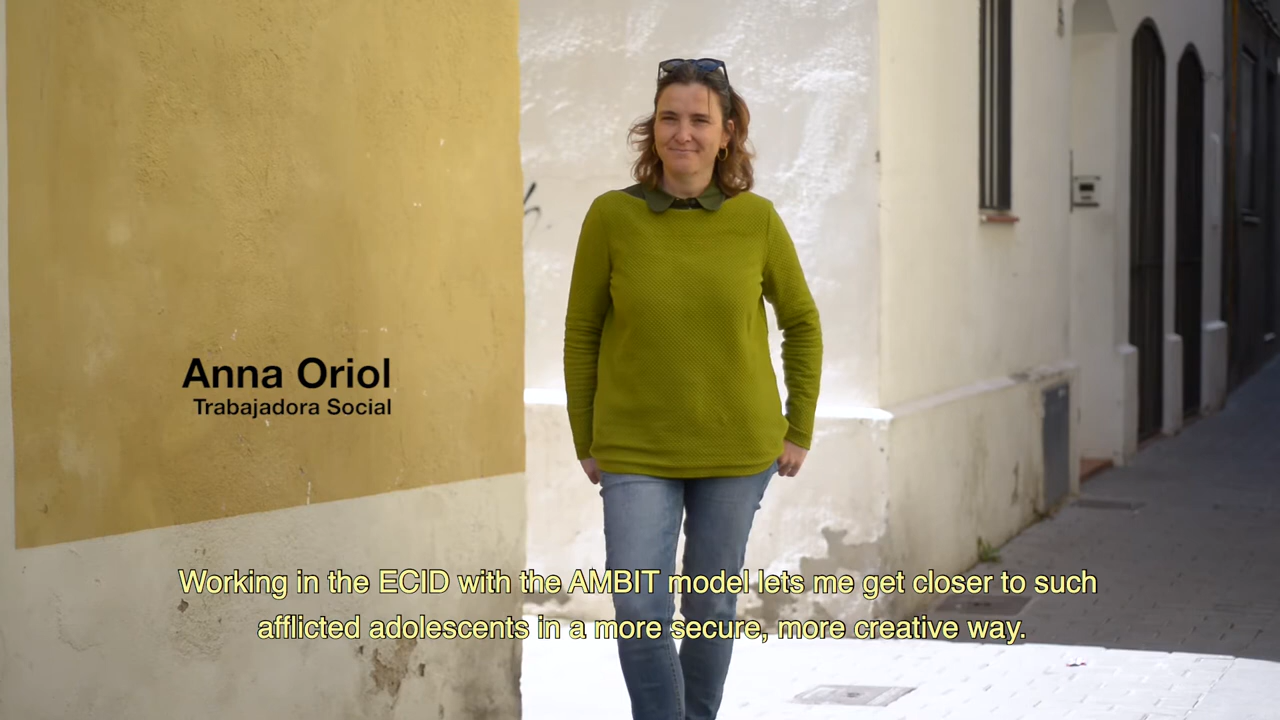 Anna Oriol
Trabajadora Social
Working in the ECID with the AMBIT model lets me get closer to such
afflicted adolescents in a more secure, more creative way.